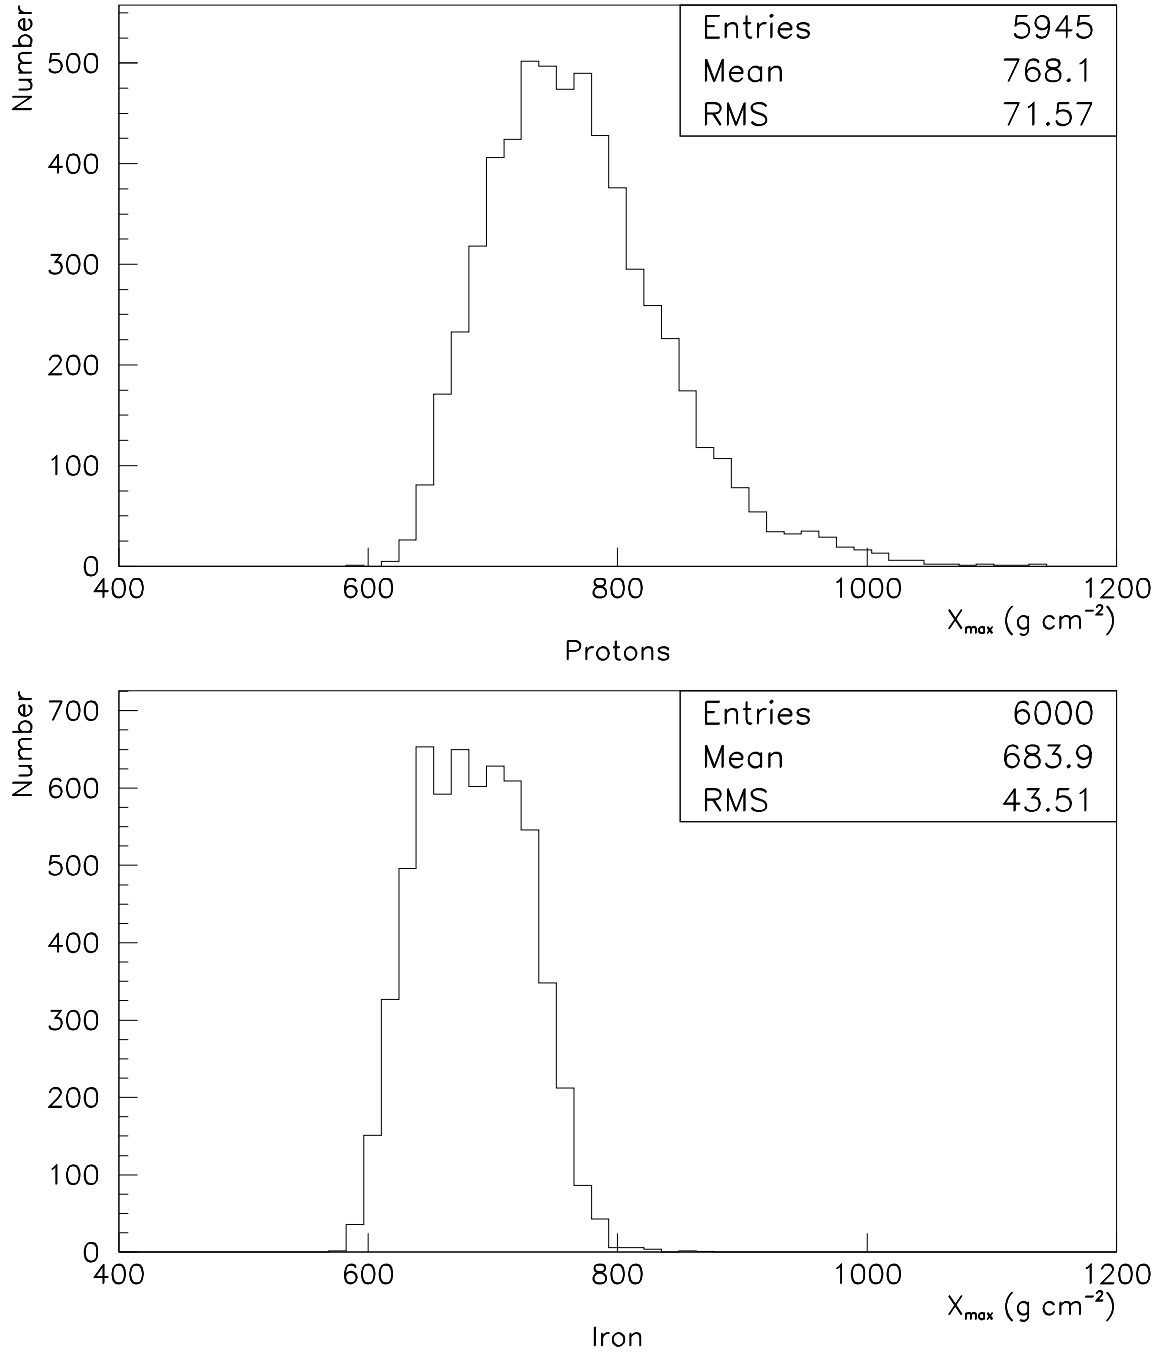 Number
Entries 5945
Mean 768.1
RMS 71.57
500
400
300
200
100
0
400 600 800 1000 1200
Xmax (g cm⁻²)
Protons
Number
Entries 6000
Mean 683.9
RMS 43.51
700
600
500
400
300
200
100
0
400 600 800 1000 1200
Xmax (g cm⁻²)
Iron